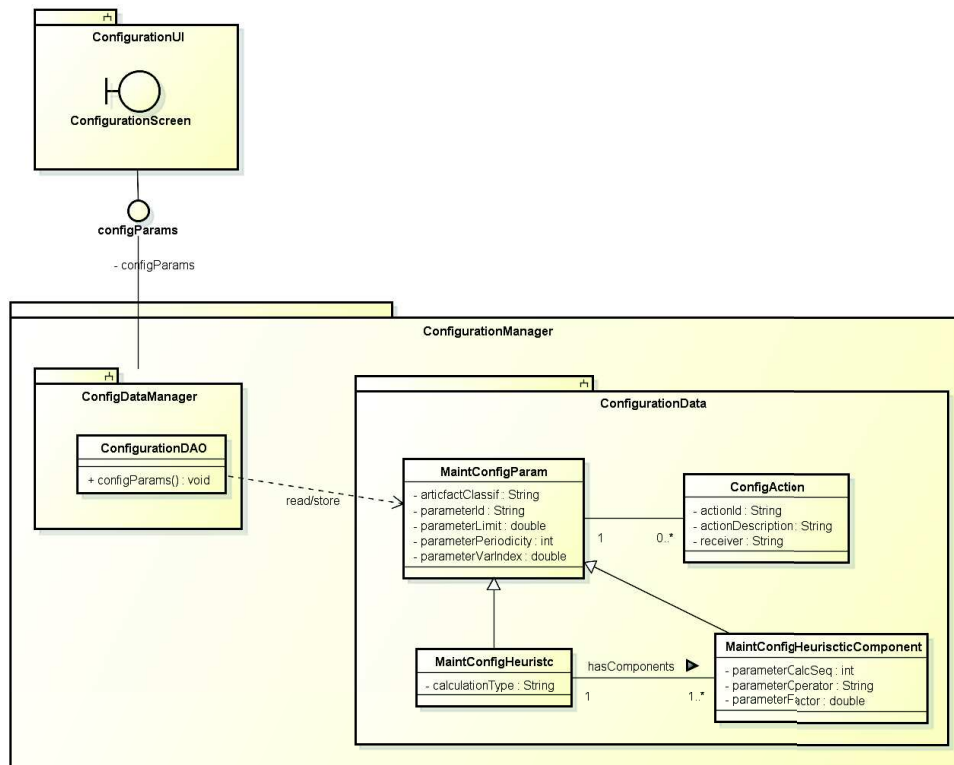 ConfigurationUI
ConfigurationScreen
configParams
- configParams
ConfigurationManager
ConfigDataManager
ConfigurationDAO
+ configParams() : void
read/store
ConfigurationData
MaintConfigParam
- articfactClassif : String
- parameterId : String
- parameterLimit : double
- parameterPeriodicity : int
- parameterVarIndex : double
ConfigAction
- actionId : String
- actionDescription : String
- receiver : String
1
0..*
MaintConfigHeuristc
- calculationType : String
hasComponents
1
1..*
MaintConfigHeuriscticComponent
- parameterCalcSeq : int
- parameterOperator : String
- parameterFactor : double